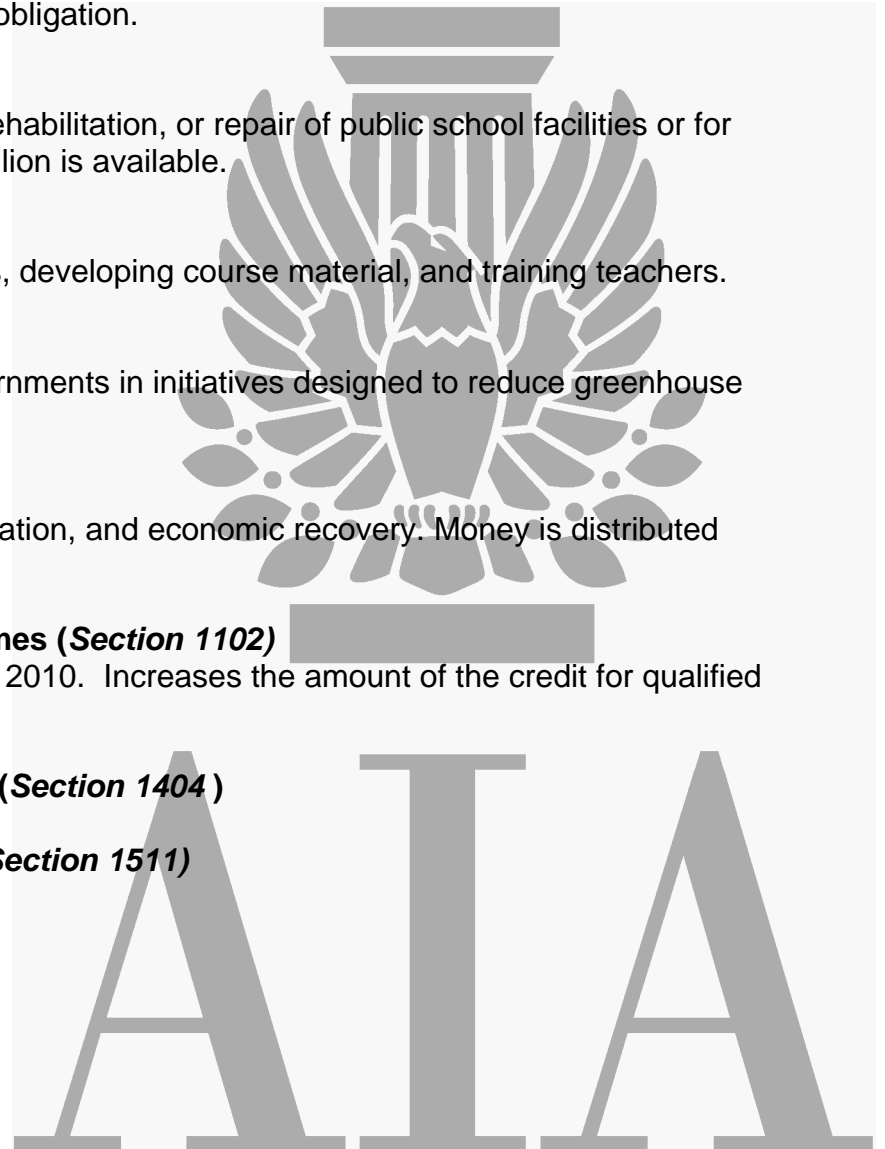 obligation.
ehabilitation, or repair of public school facilities or for
lion is available.
, developing course material, and training teachers.
ernments in initiatives designed to reduce greenhouse
ation, and economic recovery. Money is distributed
mes (Section 1102)
2010. Increases the amount of the credit for qualified
(Section 1404 )
Section 1511)
AIA